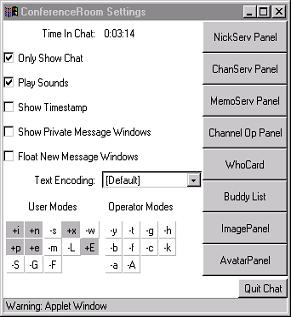 ConferenceRoom Settings
Time In Chat: 0:03:14
Only Show Chat
Play Sounds
Show Timestamp
Show Private Message Windows
Float New Message Windows
Text Encoding: [Default]
User Modes Operator Modes
+i +n -s +x -w -y -t -g -h
+p +e -m -L +E -b -f -c -k
-S -G -F -a -A
NickServ Panel
ChanServ Panel
MemoServ Panel
Channel Op Panel
WhoCard
Buddy List
ImagePanel
AvatarPanel
Quit Chat
Warning: Applet Window